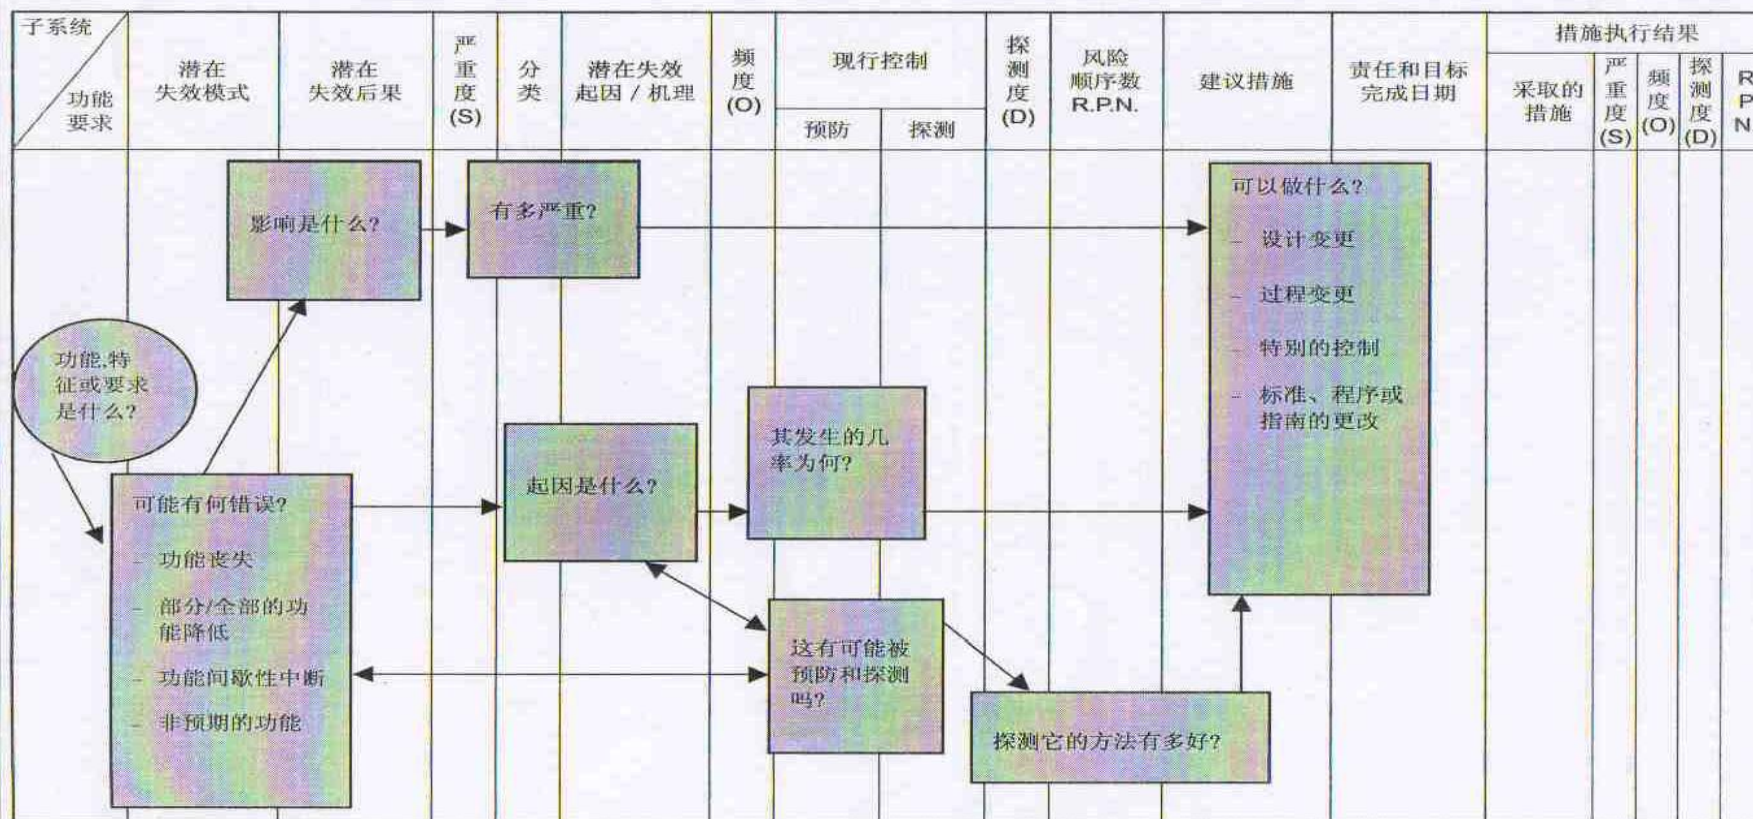 子系统
功能
要求
潜在
失效模式
潜在
失效后果
严
重
度
(S)
分
类
潜在失效
起因 / 机理
频
度
(O)
现行控制
预防
探测
探
测
度
(D)
风险
顺序数
R.P.N.
建议措施
责任和目标
完成日期
措施执行结果
采取的
措施
严
重
度
(S)
频
度
(O)
探
测
度
(D)
R
P
N
影响是什么?
有多严重?
可以做什么?
- 设计变更
- 过程变更
- 特别的控制
- 标准、程序或
指南的更改
功能,特
征或要求
是什么?
可能有何错误?
- 功能丧失
- 部分/全部的功
能降低
- 功能间歇性中断
- 非预期的功能
起因是什么?
其发生的几
率为何?
这有可能被
预防和探测
吗?
探测它的方法有多好?